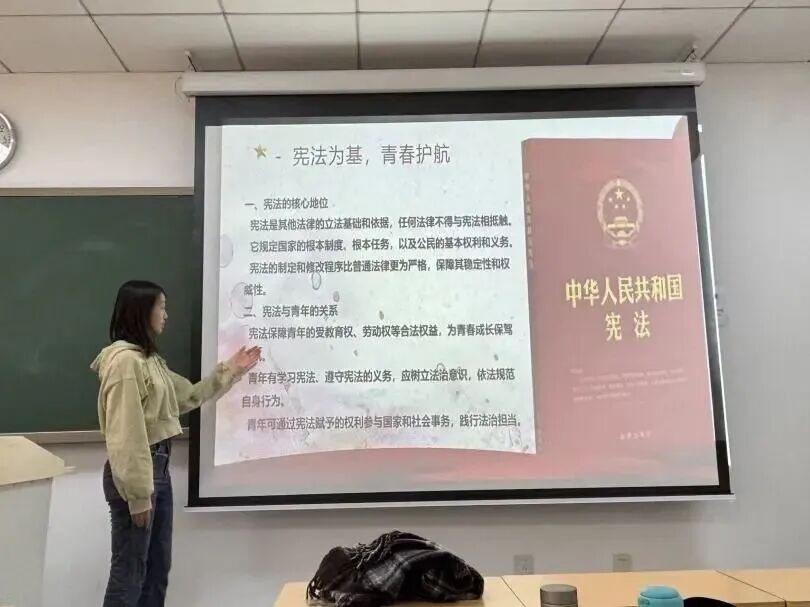 - 宪法为基，青春护航
一、宪法的核心地位
宪法是其他法律的立法基础和依据，任何法律不得与宪法相抵触。
它规定国家的根本制度、根本任务，以及公民的基本权利和义务。
宪法的制定和修改程序比普通法律更为严格，保障其稳定性和权
威性。
二、宪法与青年的关系
宪法保障青年的受教育权、劳动权等合法权益，为青春成长保驾
青年有学习宪法、遵守宪法的义务，应树立法治意识，依法规范
自身行为。
青年可通过宪法赋予的权利参与国家和社会事务，践行法治担当。
中华人民共和国
宪法